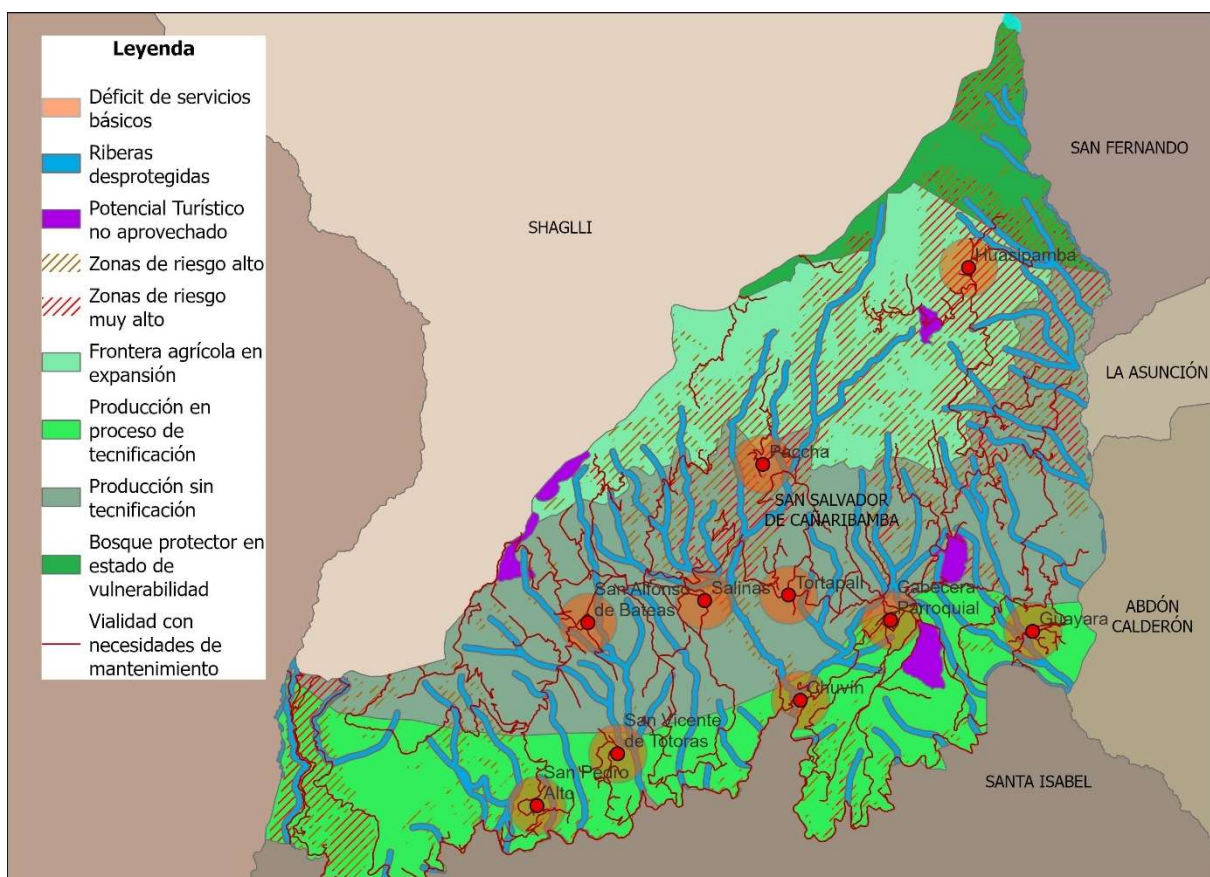 Leyenda
Déficit de servicios
básicos
Riberas
desprotegidas
Potencial Turístico
no aprovechado
Zonas de riesgo alto
Zonas de riesgo
muy alto
Frontera agrícola en
expansión
Producción en
proceso de
tecnificación
Producción sin
tecnificación
Bosque protector en
estado de
vulnerabilidad
Vialidad con
necesidades de
mantenimiento
SAN FERNANDO
SHAGLLI
Huasipamba
LA ASUNCIÓN
Paccha
SAN SALVADOR
DE CAÑARIBAMBA
San Alfonso
de Bateas
Salinas
Tortapali
Cabecera
Parroquial
Guayara
ABDÓN
CALDERÓN
Chuvin
San Vicente
de Totoras
San Pedro
Alto
SANTA ISABEL